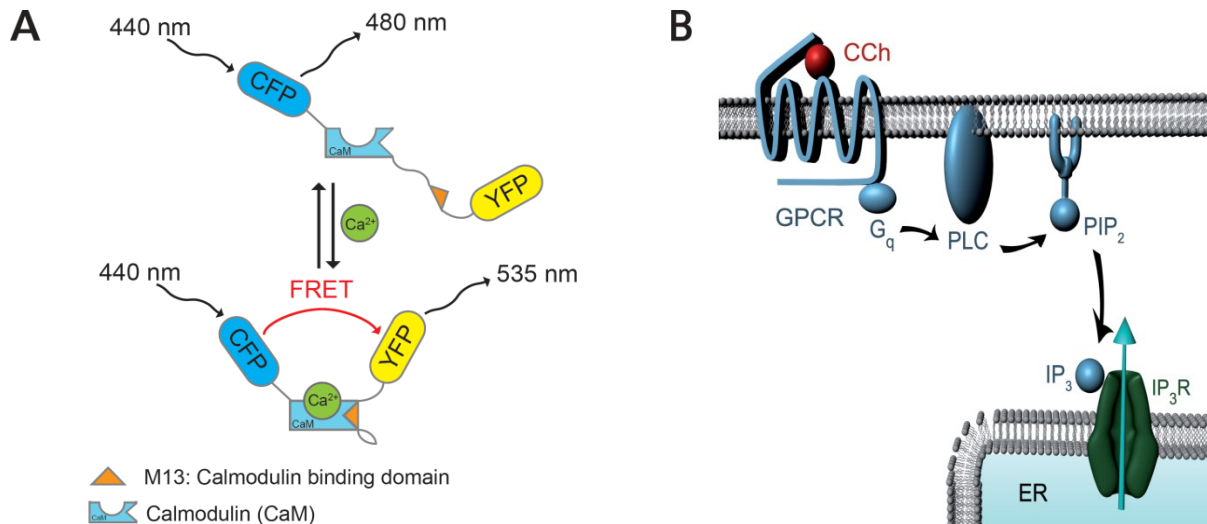 A
440 nm
480 nm
CFP
CaM
YFP
Ca2+
440 nm
535 nm
FRET
CFP
YFP
Ca2+
CaM
M13: Calmodulin binding domain
CaM
Calmodulin (CaM)
B
CCh
GPCR
Gq
PLC
PIP2
IP3
IP3R
ER